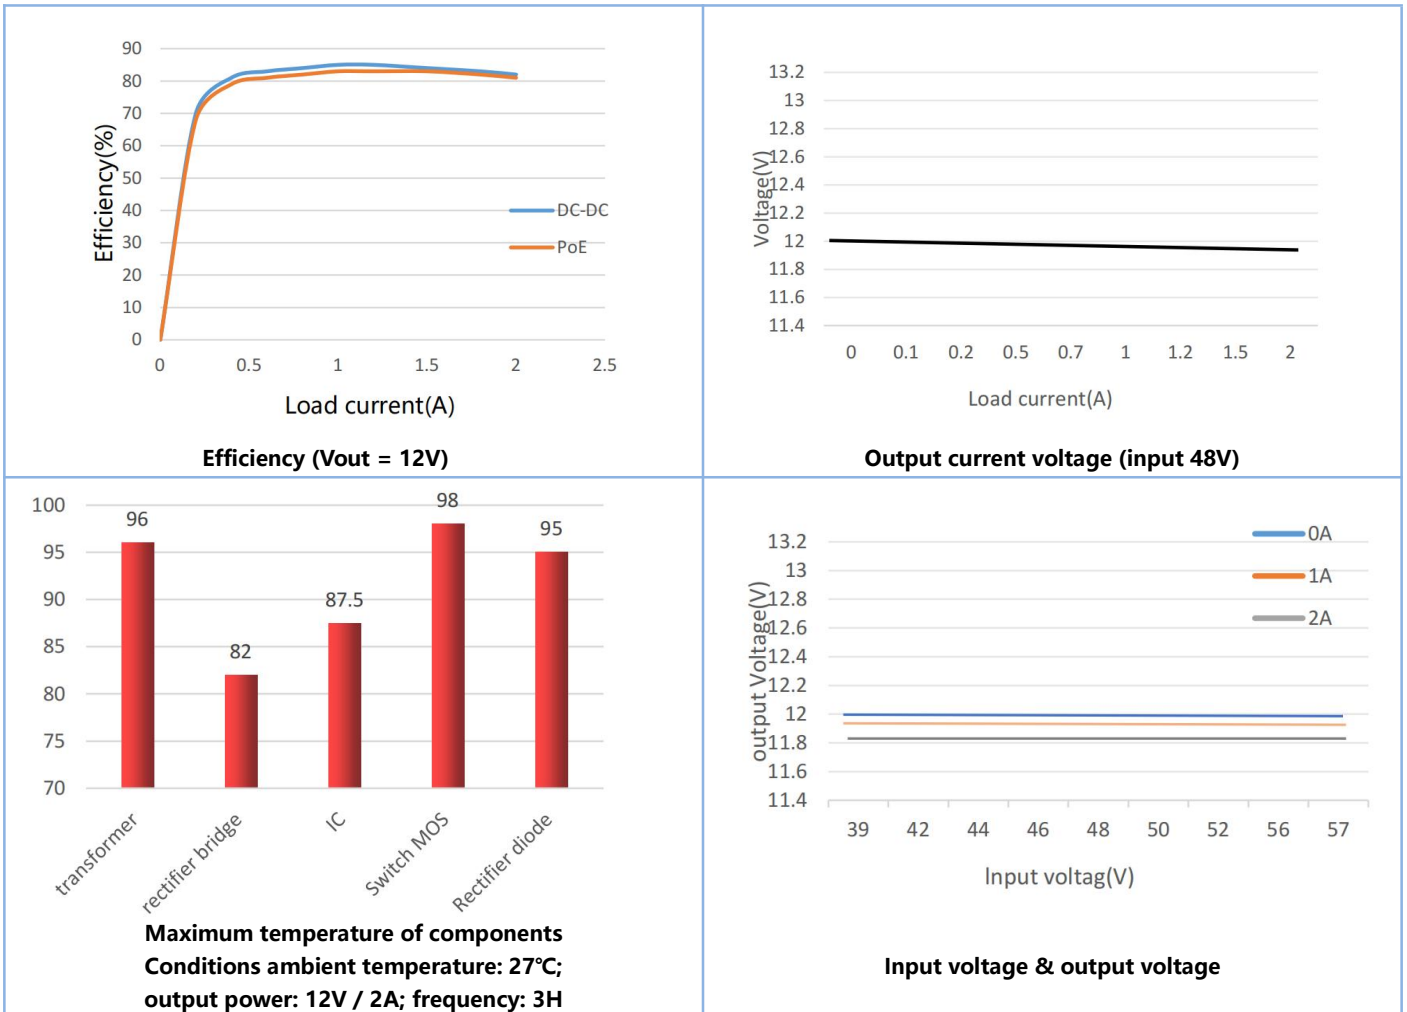 90
80
70
60
50
40
30
20
10
0
Efficiency(%)
DC-DC
PoE
0 0.5 1 1.5 2 2.5
Load current(A)
Efficiency (Vout = 12V)
13.2
13
12.8
12.6
12.4
12.2
12
11.8
11.6
11.4
Voltage(V)
0 0.1 0.2 0.5 0.7 1 1.2 1.5 2
Load current(A)
Output current voltage (input 48V)
100
95
90
85
80
75
70
96
82
87.5
98
95
transformer
rectifier bridge
IC
Switch MOS
Rectifier diode
Maximum temperature of components
Conditions ambient temperature: 27℃;
output power: 12V / 2A; frequency: 3H
13.2
13
12.8
12.6
12.4
12.2
12
11.8
11.6
11.4
output Voltage(V)
0A
1A
2A
39 42 44 46 48 50 52 56 57
Input voltag(V)
Input voltage & output voltage